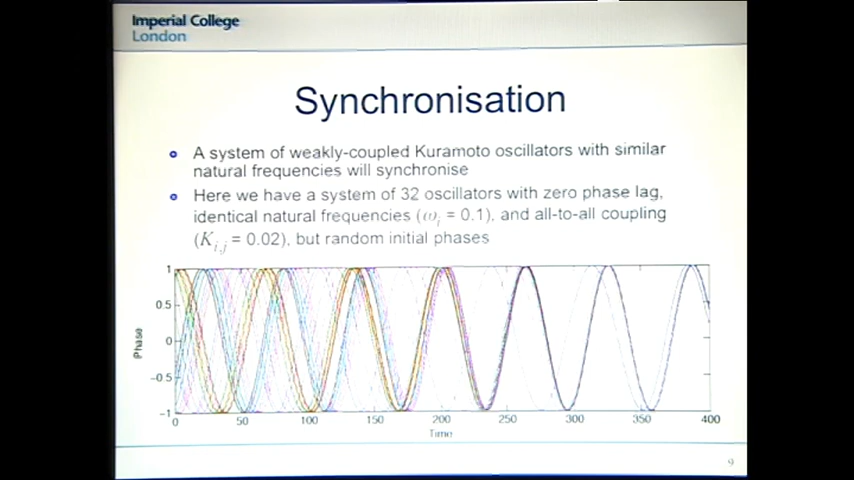 Imperial College
London
Synchronisation
A system of weakly-coupled Kuramoto oscillators with similar
natural frequencies will synchronise
Here we have a system of 32 oscillators with zero phase lag,
identical natural frequencies (ωi = 0.1), and all-to-all coupling
(Ki,j = 0.02), but random initial phases
1
0.5
0
−0.5
−1
Phase
0 50 100 150 200 250 300 350 400
Time
9